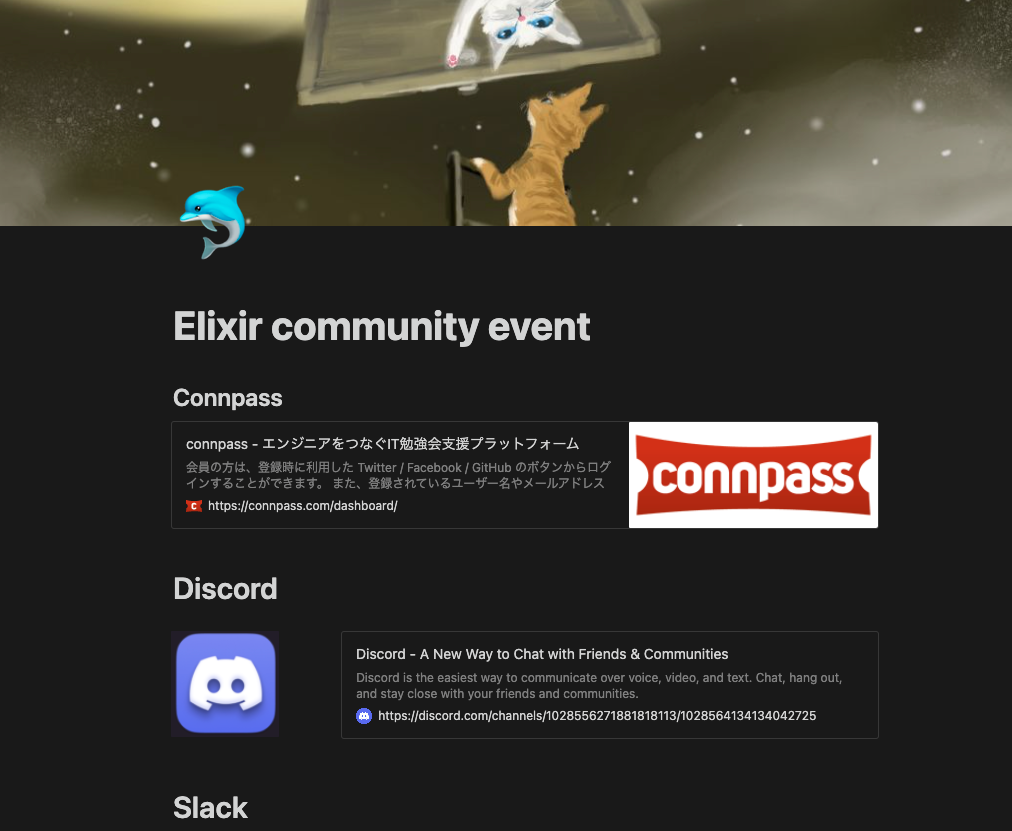 Elixir community event
Connpass
connpass - エンジニアをつなぐIT勉強会支援プラットフォーム
会員の方は、登録時に利用した Twitter / Facebook / GitHub のボタンからログ
インすることができます。 また、登録されているユーザー名やメールアドレス
https://connpass.com/dashboard/
connpass
Discord
Discord - A New Way to Chat with Friends & Communities
Discord is the easiest way to communicate over voice, video, and text. Chat, hang out,
and stay close with your friends and communities.
https://discord.com/channels/1028556271881818113/1028564134134042725
Slack